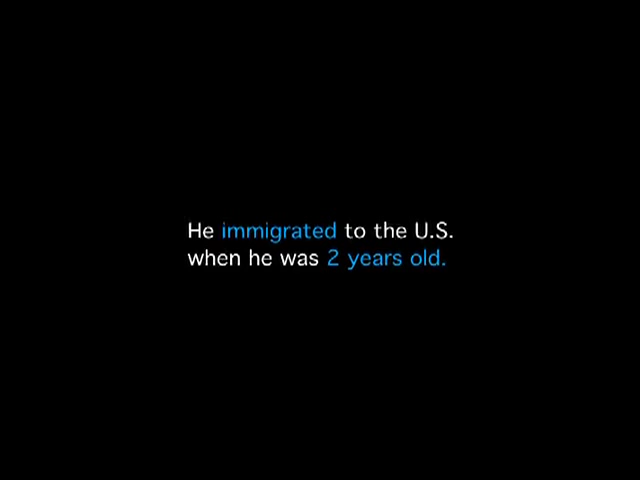 He immigrated to the U.S.
when he was 2 years old.